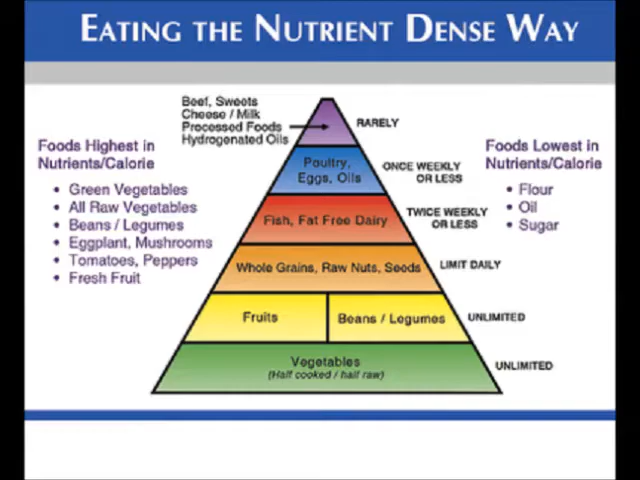 EATING THE NUTRIENT DENSE WAY
Beef, Sweets
Cheese / Milk
Processed Foods
Hydrogenated Oils
RARELY
Foods Highest in
Nutrients/Calorie
• Green Vegetables
• All Raw Vegetables
• Beans / Legumes
• Eggplant, Mushrooms
• Tomatoes, Peppers
• Fresh Fruit
Foods Lowest in
Nutrients/Calorie
• Flour
• Oil
• Sugar
Poultry,
Eggs, Oils
ONCE WEEKLY
OR LESS
Fish, Fat Free Dairy
TWICE WEEKLY
OR LESS
Whole Grains, Raw Nuts, Seeds
LIMIT DAILY
Fruits
Beans / Legumes
UNLIMITED
Vegetables
(Half cooked / half raw)
UNLIMITED